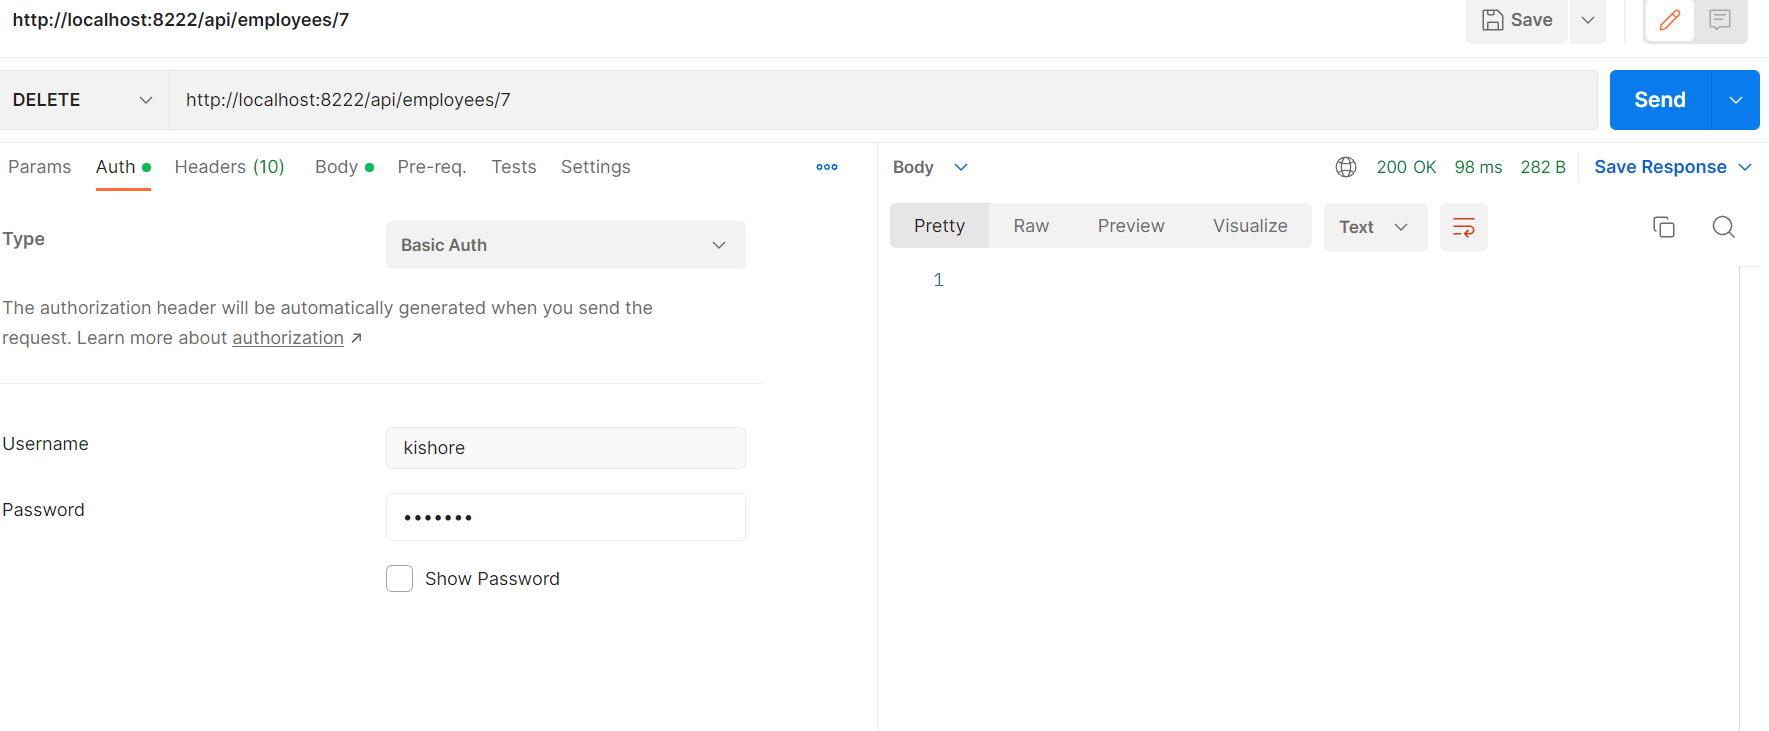 http://localhost:8222/api/employees/7
Save
DELETE
http://localhost:8222/api/employees/7
Send
Params Auth Headers (10) Body Pre-req. Tests Settings
Body
200 OK 98 ms 282 B Save Response
Pretty Raw Preview Visualize Text
1
Type
Basic Auth
The authorization header will be automatically generated when you send the
request. Learn more about authorization ↗
Username
kishore
Password
•••••••
Show Password